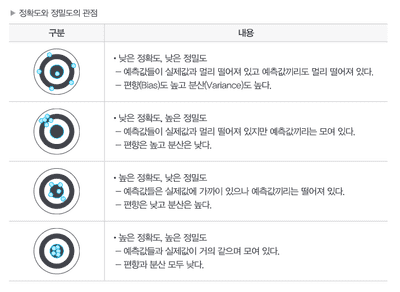 ▶ 정확도와 정밀도의 관점
구분 내용
• 낮은 정확도, 낮은 정밀도
– 예측값들이 실제값과 멀리 떨어져 있고 예측값끼리도 멀리 떨어져 있다.
– 편향(Bias)도 높고 분산(Variance)도 높다.
• 낮은 정확도, 높은 정밀도
– 예측값들이 실제값과 멀리 떨어져 있지만 예측값끼리는 모여 있다.
– 편향은 높고 분산은 낮다.
• 높은 정확도, 낮은 정밀도
– 예측값들은 실제값에 가까이 있으나 예측값끼리는 떨어져 있다.
– 편향은 낮고 분산은 높다.
• 높은 정확도, 높은 정밀도
– 예측값들과 실제값이 거의 같으며 모여 있다.
– 편향과 분산 모두 낮다.